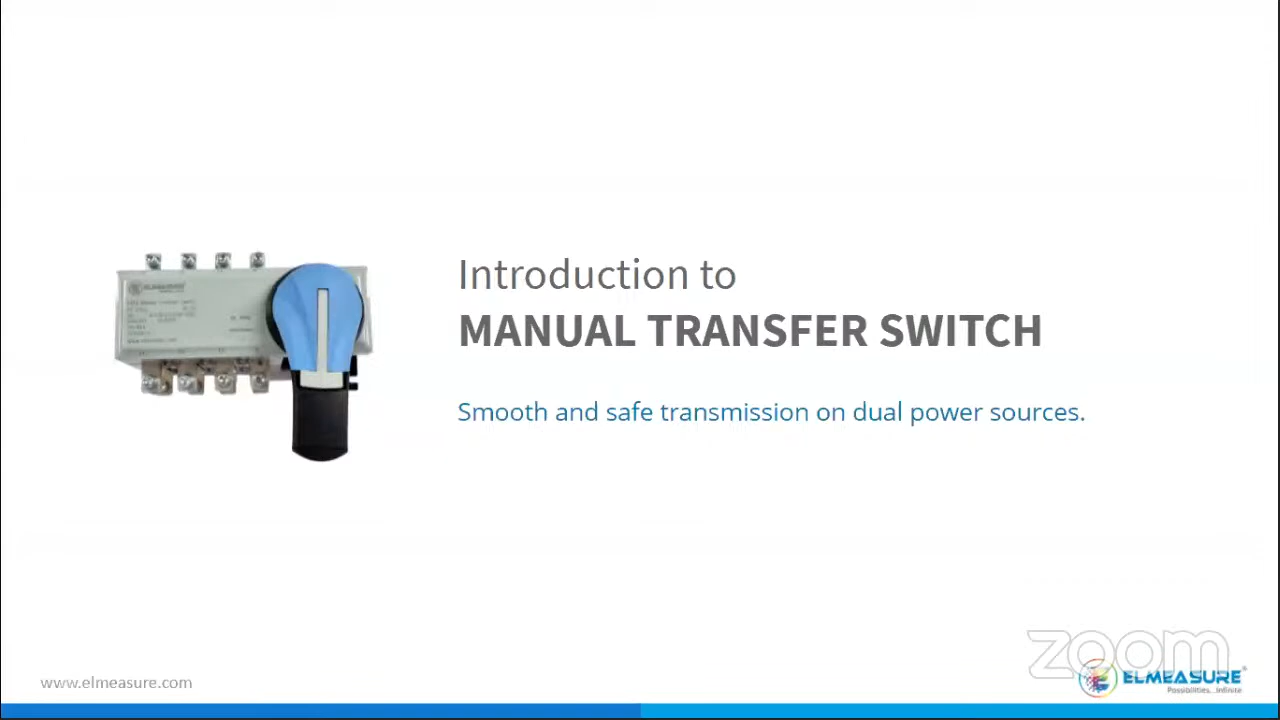 Introduction to
MANUAL TRANSFER SWITCH
Smooth and safe transmission on dual power sources.
ELMEASURE
www.elmeasure.com
zoom
ELMEASURE®
Possibilities...Infinite